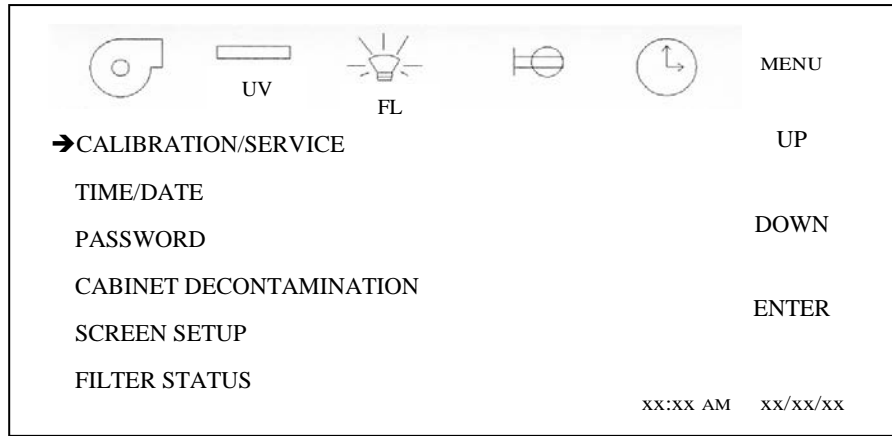 MENU
UV
FL
➔CALIBRATION/SERVICE
UP
TIME/DATE
PASSWORD
DOWN
CABINET DECONTAMINATION
ENTER
SCREEN SETUP
FILTER STATUS
xx:xx AM xx/xx/xx